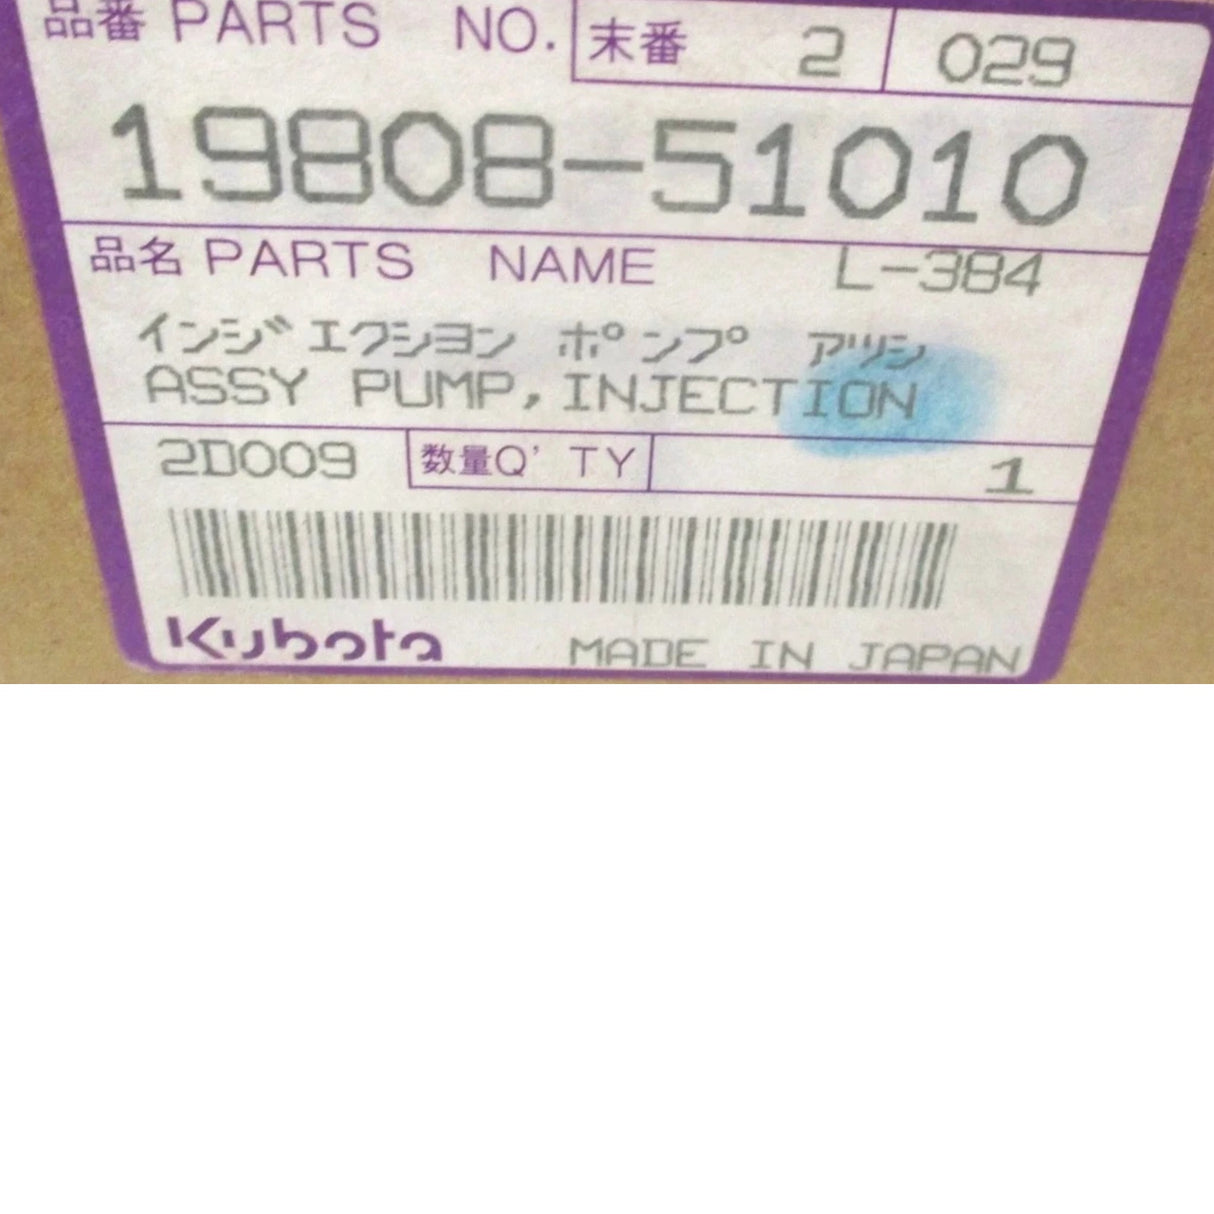 品番 PARTS NO. 末番 2 029
19808-51010
品名 PARTS NAME L-384
インジ゛エクシヨン ホ゜ンフ゜ アツシ
ASSY PUMP,INJECTION
2D009 数量Q'TY 1
Kubota MADE IN JAPAN